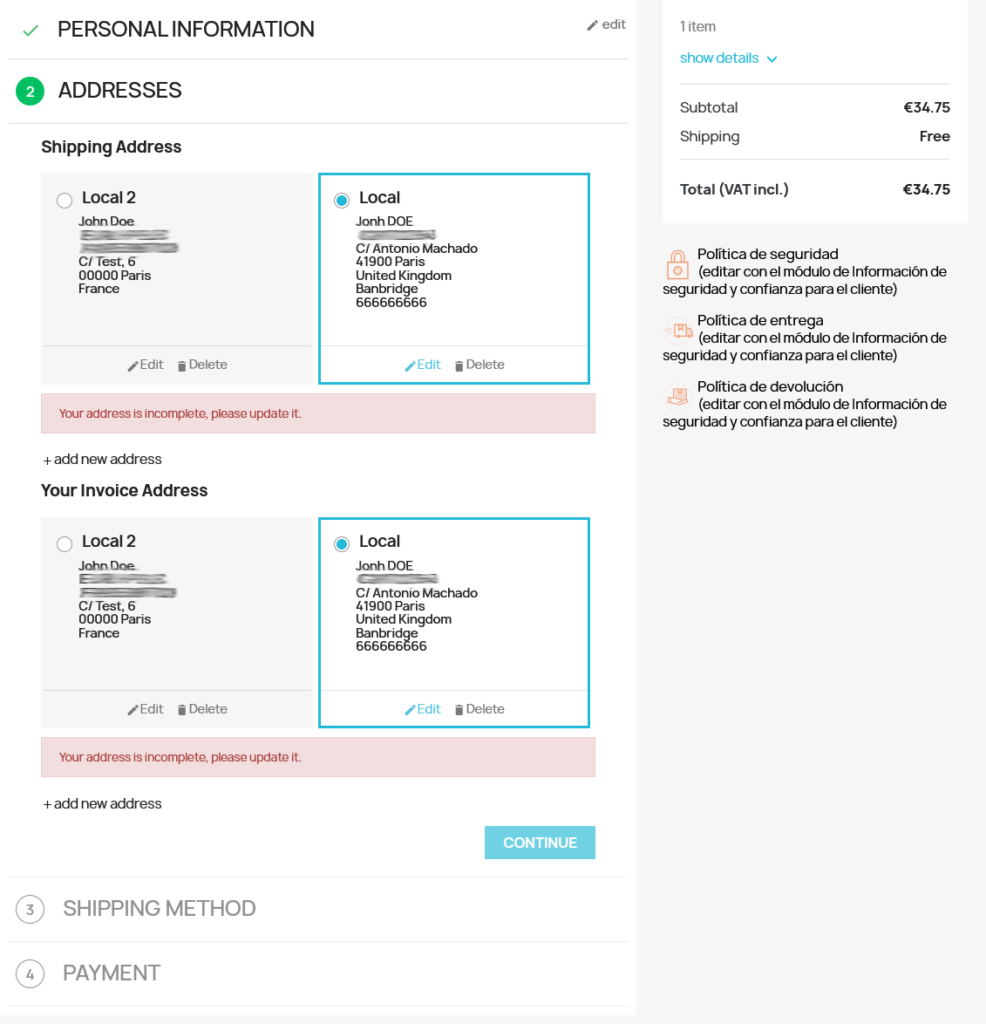 PERSONAL INFORMATION
edit
2
ADDRESSES
Shipping Address
Local 2
John Doe
C/ Test, 6
00000 Paris
France
Edit
Delete
Local
Jonh DOE
C/ Antonio Machado
41900 Paris
United Kingdom
Banbridge
666666666
Edit
Delete
Your address is incomplete, please update it.
+ add new address
Your Invoice Address
Local 2
John Doe
C/ Test, 6
00000 Paris
France
Edit
Delete
Local
Jonh DOE
C/ Antonio Machado
41900 Paris
United Kingdom
Banbridge
666666666
Edit
Delete
Your address is incomplete, please update it.
+ add new address
CONTINUE
3
SHIPPING METHOD
4
PAYMENT
1 item
show details
Subtotal €34.75
Shipping Free
Total (VAT incl.) €34.75
Política de seguridad
(editar con el módulo de Información de
seguridad y confianza para el cliente)
Política de entrega
(editar con el módulo de Información de
seguridad y confianza para el cliente)
Política de devolución
(editar con el módulo de Información de
seguridad y confianza para el cliente)